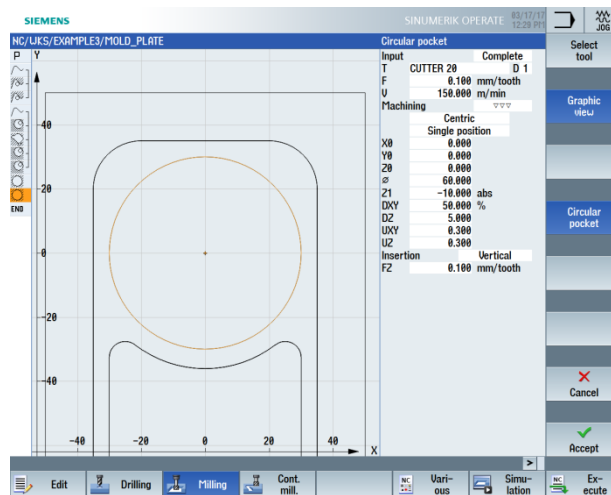 SIEMENS
SINUMERIK OPERATE 03/17/17
12:29 PM
JOG
NC/WKS/EXAMPLE3/MOLD_PLATE
Circular pocket
Select
tool
P Y
Input Complete
T CUTTER 20 D 1
F 0.100 mm/tooth
V 150.000 m/min
Machining ▽▽▽
Centric
Single position
X0 0.000
Y0 0.000
Z0 0.000
ø 60.000
Z1 -10.000 abs
DXY 50.000 %
DZ 5.000
UXY 0.300
UZ 0.300
Insertion Vertical
FZ 0.100 mm/tooth
Graphic
view
Circular
pocket
Cancel
Accept
END
40
20
0
-20
-40
-40 -20 0 20 40 X
>
Edit
Drilling
Milling
Cont.
mill.
NC
Vari-
ous
Simu-
lation
NC
Ex-
ecute